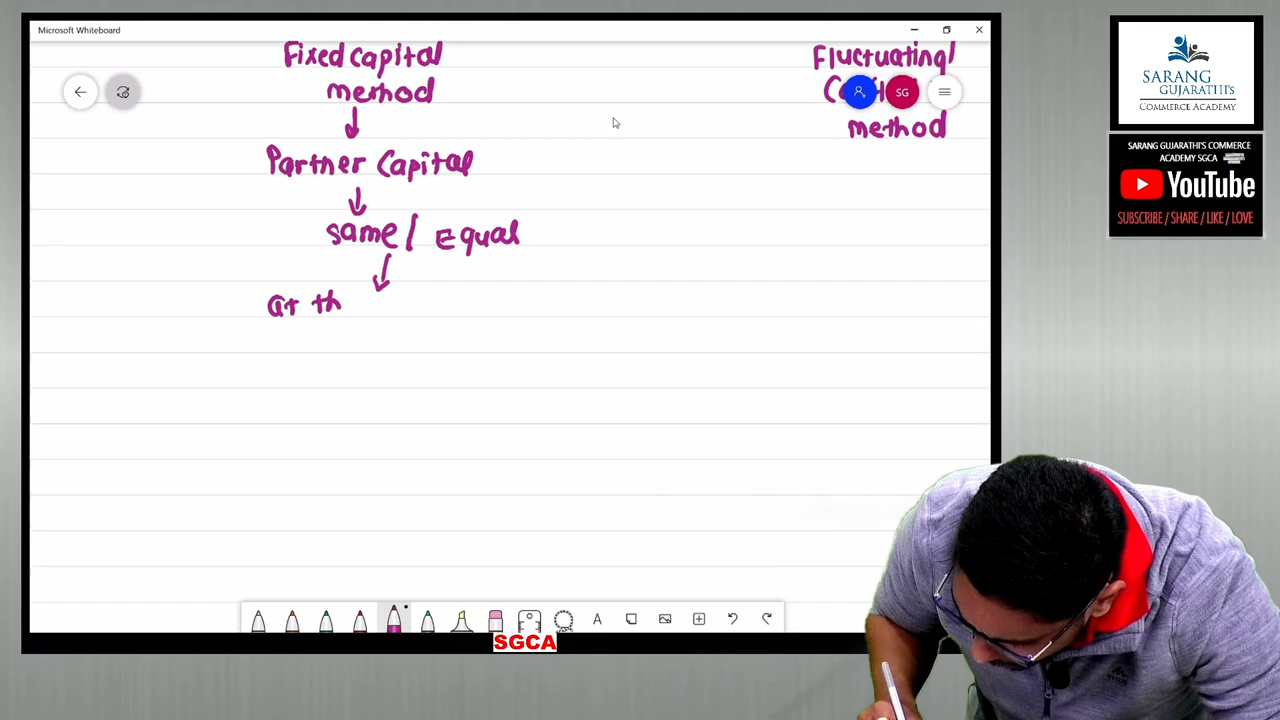 Microsoft Whiteboard
Fixed capital
method
Partner Capital
same / Equal
at th
Fluctuating
method
SG
SARANG
GUJARATHI'S
COMMERCE ACADEMY
SARANG GUJARATHI'S COMMERCE
ACADEMY SGCA
YouTube
SUBSCRIBE / SHARE / LIKE / LOVE
SGCA